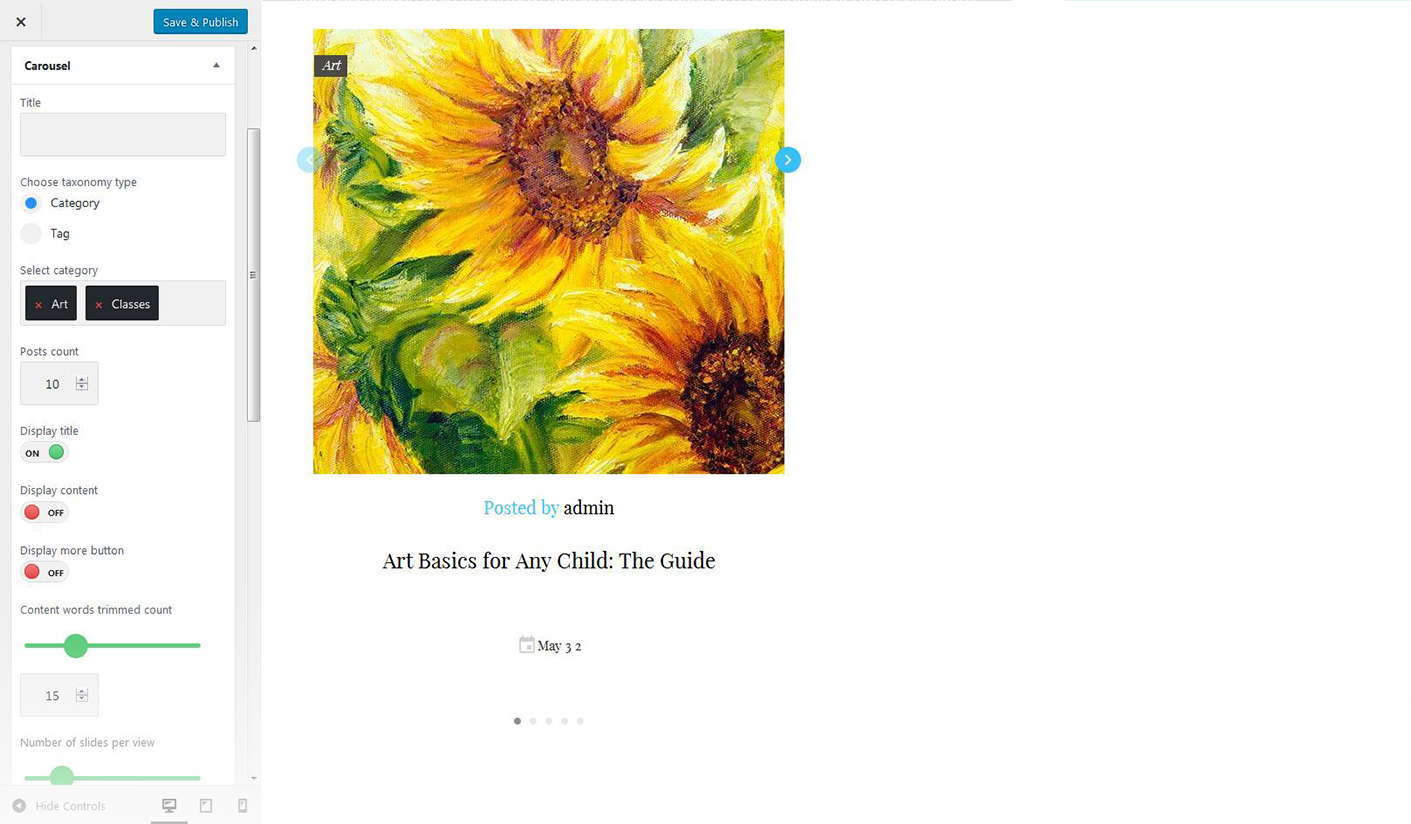 Save & Publish
Carousel
Title
Choose taxonomy type
Category
Tag
Select category
× Art × Classes
Posts count
10
Display title
ON
Display content
OFF
Display more button
OFF
Content words trimmed count
15
Number of slides per view
Hide Controls
Art
Posted by admin
Art Basics for Any Child: The Guide
May 3 2